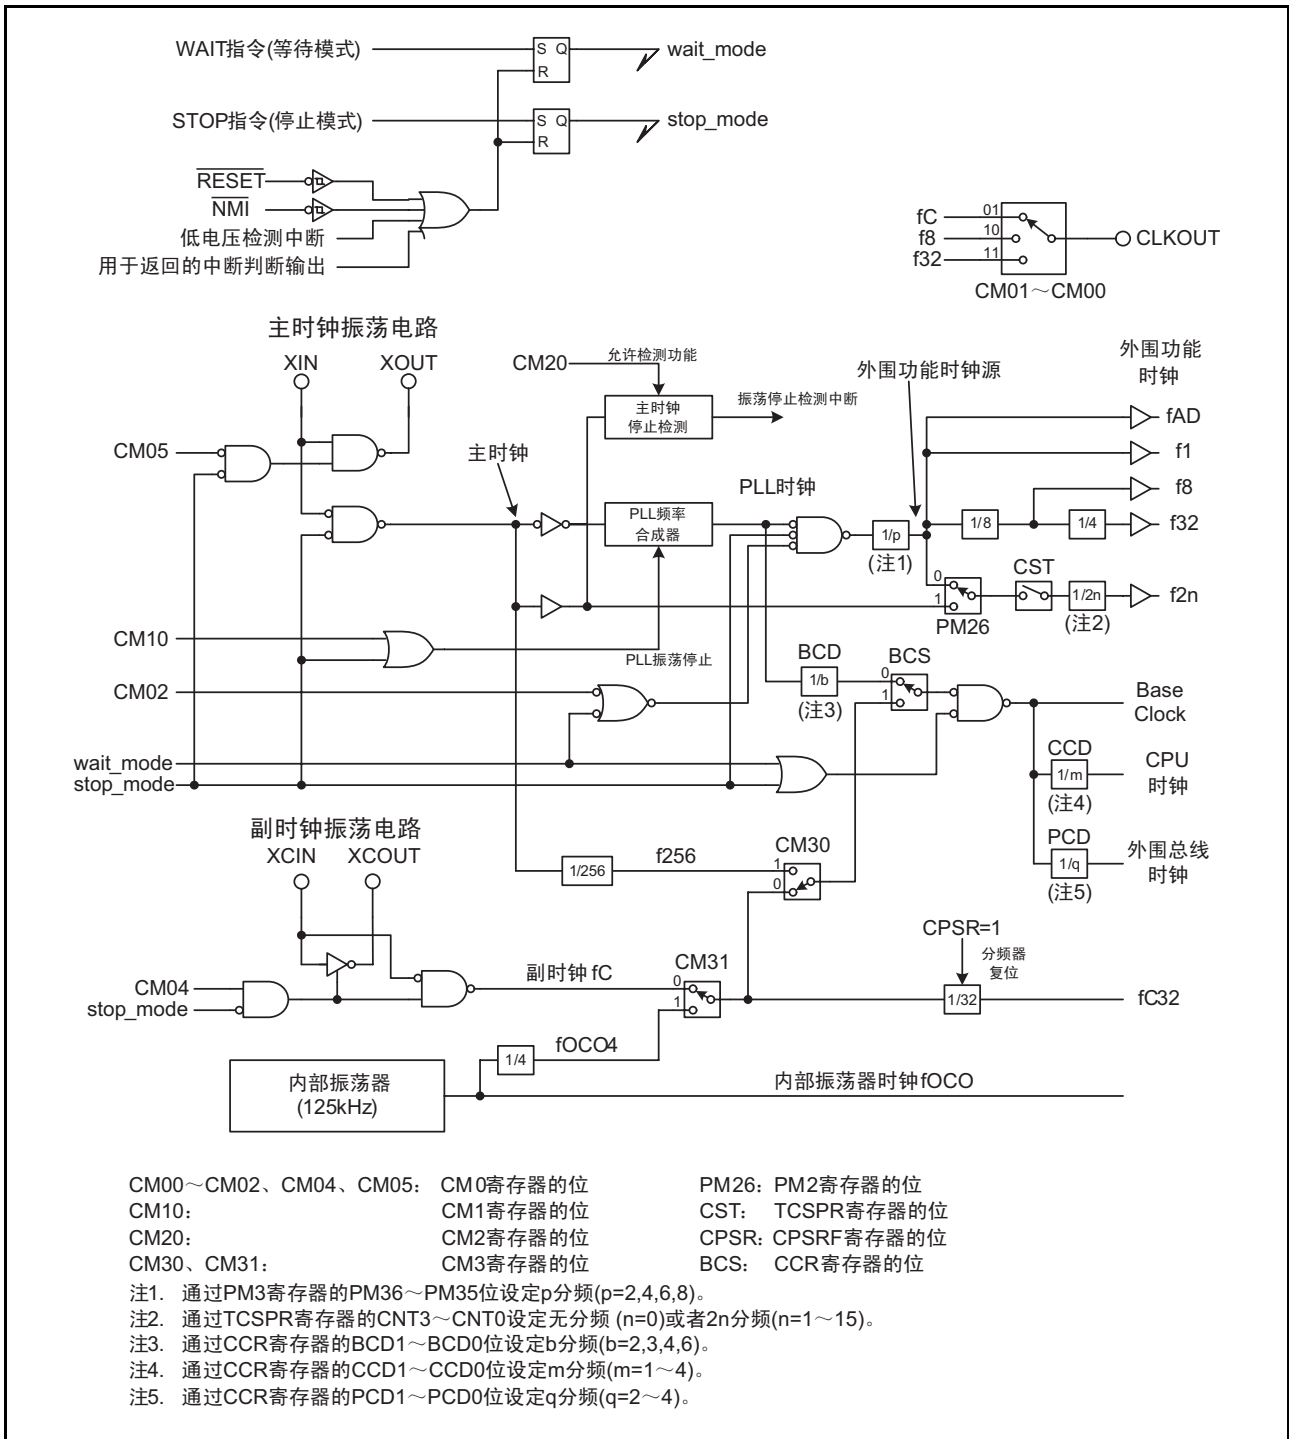 WAIT指令(等待模式)
S Q
R
wait_mode
STOP指令(停止模式)
S Q
R
stop_mode
RESET
NMI
低电压检测中断
用于返回的中断判断输出
fC
01
f8
10
f32
11
CLKOUT
CM01～CM00
主时钟振荡电路
XIN
XOUT
CM20
允许检测功能
主时钟
停止检测
振荡停止检测中断
外围功能时钟源
外围功能
时钟
fAD
CM05
主时钟
f1
PLL时钟
f8
PLL频率
合成器
1/p
(注1)
1/8
1/4
f32
0
1
PM26
CST
1/2n
(注2)
f2n
CM10
PLL振荡停止
BCD
1/b
(注3)
BCS
0
1
CM02
Base
Clock
wait_mode
stop_mode
CCD
1/m
(注4)
CPU
时钟
PCD
1/q
(注5)
外围总线
时钟
副时钟振荡电路
XCIN
XCOUT
1/256
f256
CM30
1
0
CPSR=1
分频器
复位
CM04
stop_mode
副时钟 fC
CM31
0
1
1/32
fC32
1/4
fOCO4
内部振荡器
(125kHz)
内部振荡器时钟fOCO
CM00～CM02、CM04、CM05： CM0寄存器的位 PM26：PM2寄存器的位
CM10： CM1寄存器的位 CST： TCSPR寄存器的位
CM20： CM2寄存器的位 CPSR：CPSRF寄存器的位
CM30、CM31： CM3寄存器的位 BCS： CCR寄存器的位
注1. 通过PM3寄存器的PM36～PM35位设定p分频(p=2,4,6,8)。
注2. 通过TCSPR寄存器的CNT3～CNT0设定无分频 (n=0)或者2n分频(n=1～15)。
注3. 通过CCR寄存器的BCD1～BCD0位设定b分频(b=2,3,4,6)。
注4. 通过CCR寄存器的CCD1～CCD0位设定m分频(m=1～4)。
注5. 通过CCR寄存器的PCD1～PCD0位设定q分频(q=2～4)。